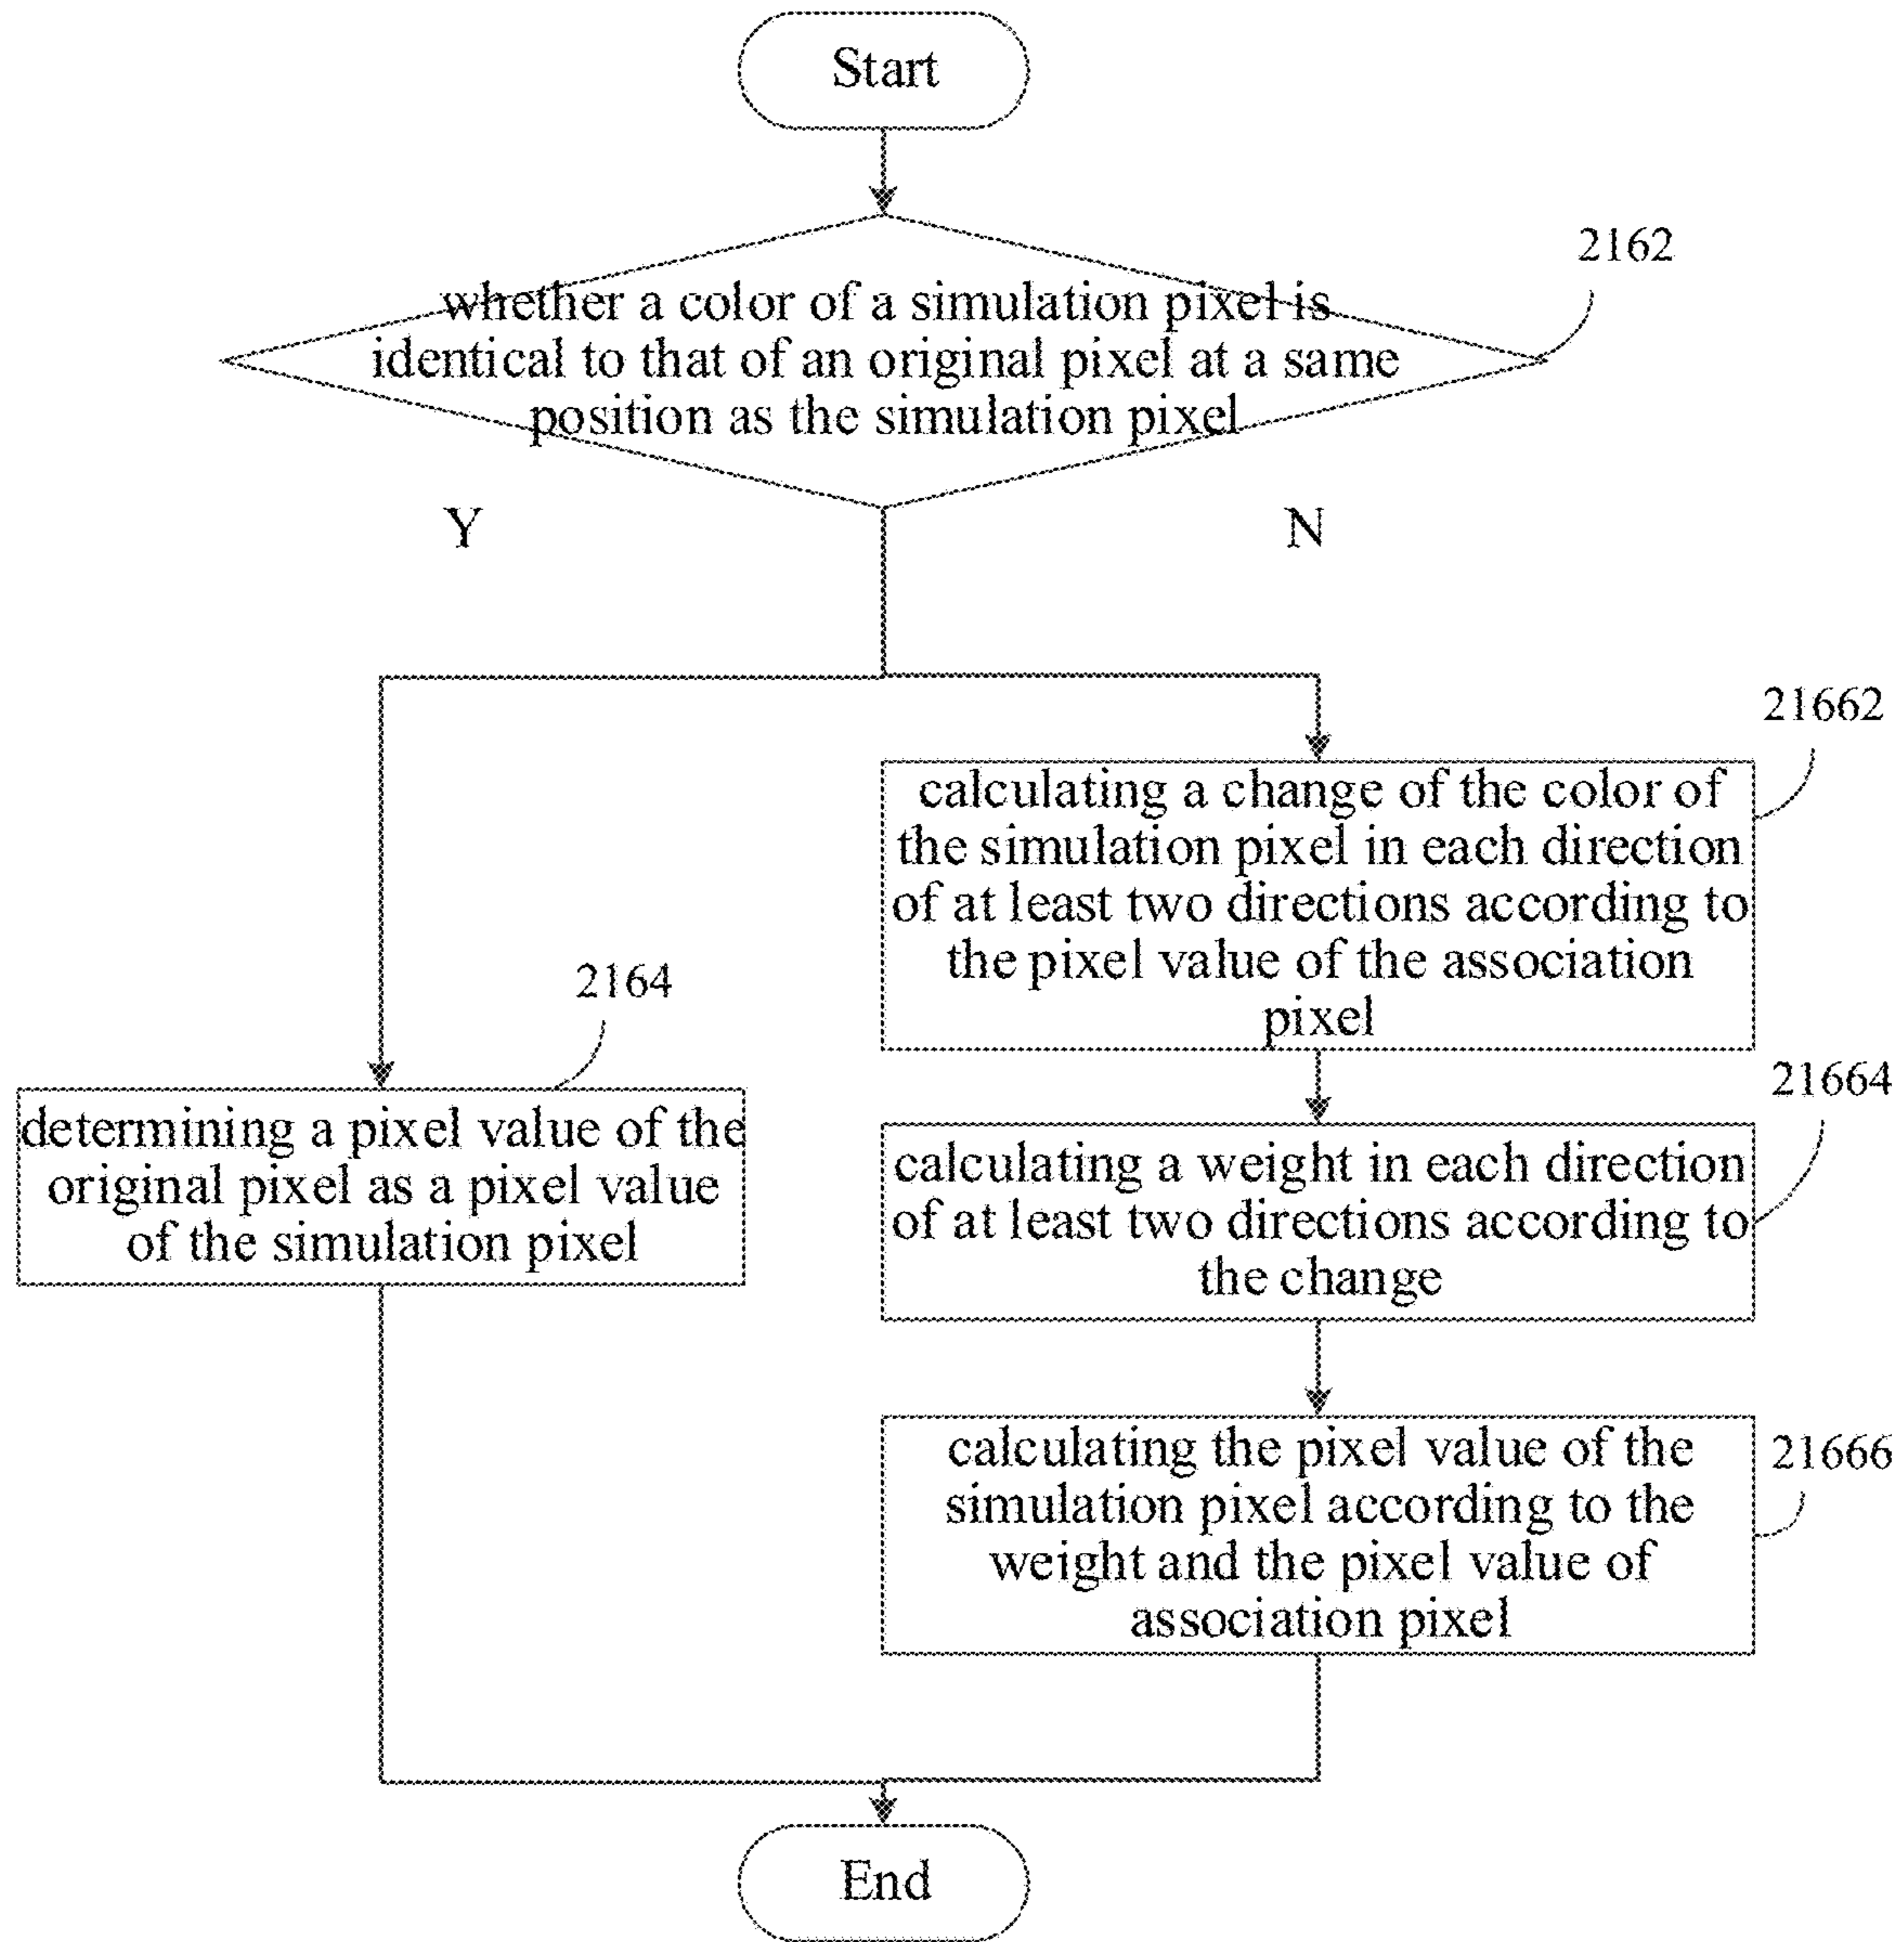 Start
2162
whether a color of a simulation pixel is
identical to that of an original pixel at a same
position as the simulation pixel
Y
N
21662
calculating a change of the color of
the simulation pixel in each direction
of at least two directions according to
the pixel value of the association
pixel
2164
determining a pixel value of the
original pixel as a pixel value
of the simulation pixel
21664
calculating a weight in each direction
of at least two directions according to
the change
21666
calculating the pixel value of the
simulation pixel according to the
weight and the pixel value of
association pixel
End